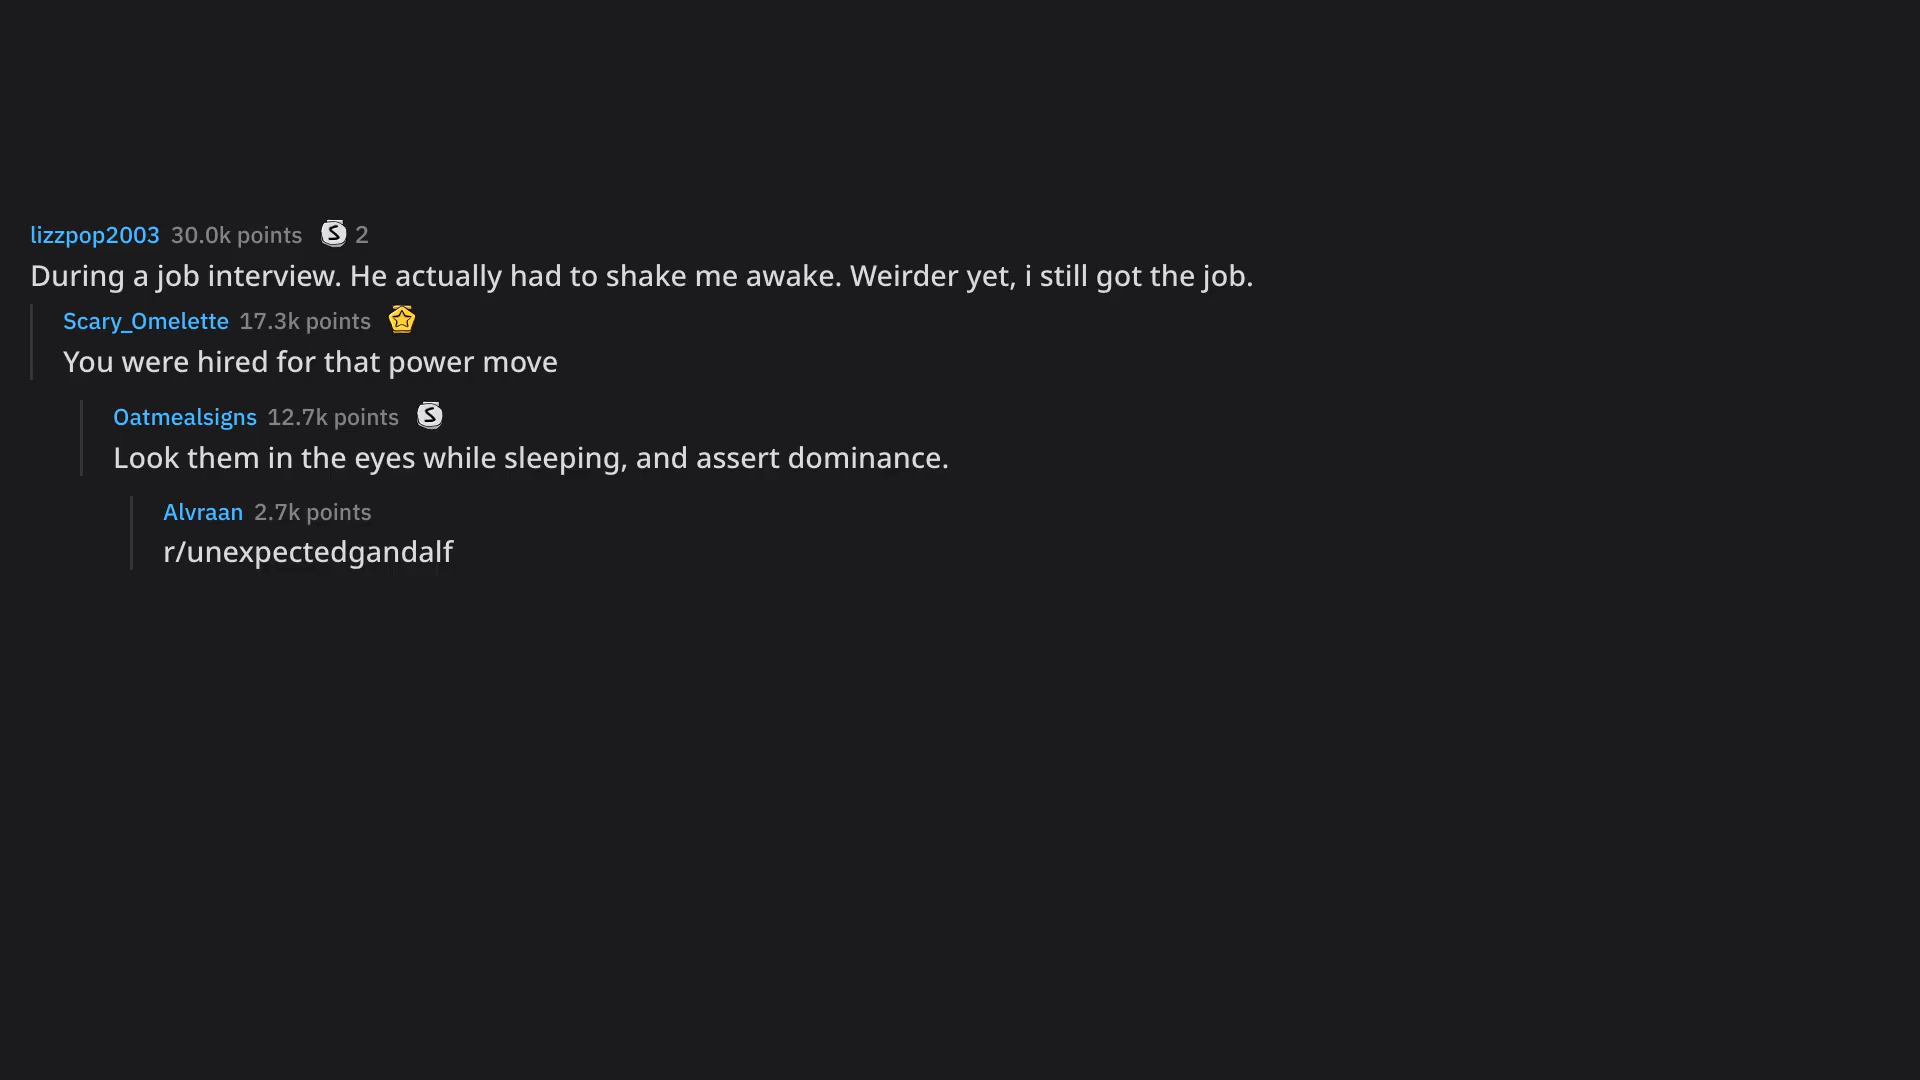 lizzpop2003 30.0k points 2
During a job interview. He actually had to shake me awake. Weirder yet, i still got the job.
Scary_Omelette 17.3k points
You were hired for that power move
Oatmealsigns 12.7k points
Look them in the eyes while sleeping, and assert dominance.
Alvraan 2.7k points
r/unexpectedgandalf